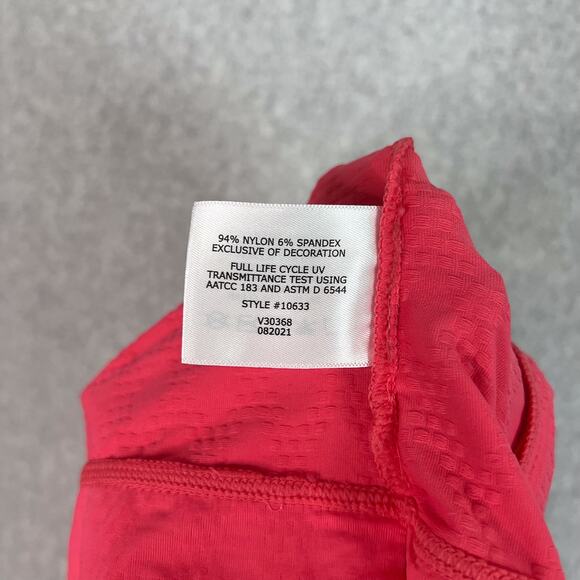 94% NYLON 6% SPANDEX
EXCLUSIVE OF DECORATION
FULL LIFE CYCLE UV
TRANSMITTANCE TEST USING
AATCC 183 AND ASTM D 6544
STYLE #10633
V30368
082021